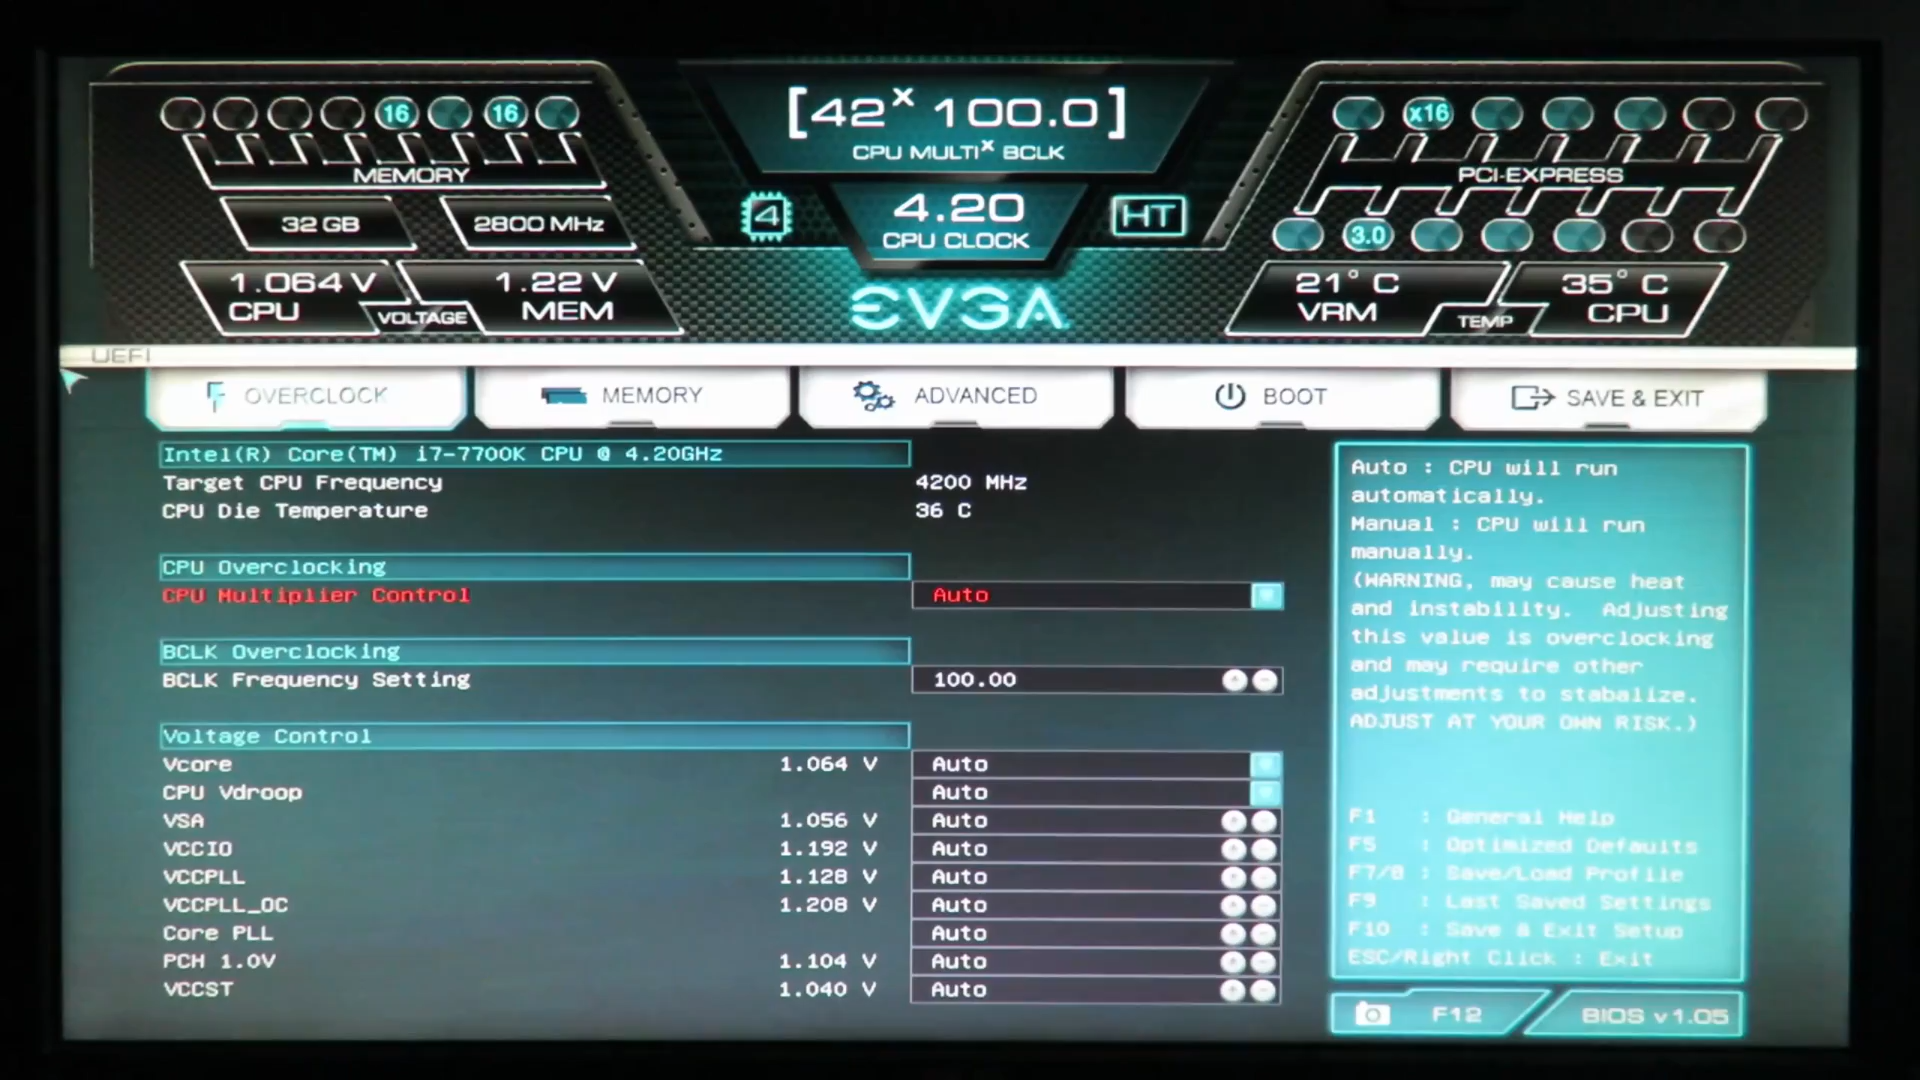 16 16
MEMORY
32 GB 2800 MHz
1.064 V
CPU
VOLTAGE
1.22 V
MEM
[42x 100.0]
CPU MULTIx BCLK
4
4.20
CPU CLOCK
HT
EVGA
x16
PCI-EXPRESS
3.0
21° C
VRM
TEMP
35° C
CPU
UEFI
OVERCLOCK MEMORY ADVANCED BOOT SAVE & EXIT
Intel(R) Core(TM) i7-7700K CPU @ 4.20GHz
Target CPU Frequency 4200 MHz
CPU Die Temperature 36 C
CPU Overclocking
CPU Multiplier Control Auto
BCLK Overclocking
BCLK Frequency Setting 100.00
Voltage Control
Vcore 1.064 V Auto
CPU Vdroop Auto
VSA 1.056 V Auto
VCCIO 1.192 V Auto
VCCPLL 1.128 V Auto
VCCPLL_OC 1.208 V Auto
Core PLL Auto
PCH 1.0V 1.104 V Auto
VCCST 1.040 V Auto
Auto : CPU will run
automatically.
Manual : CPU will run
manually.
(WARNING, may cause heat
and instability. Adjusting
this value is overclocking
and may require other
adjustments to stabalize.
ADJUST AT YOUR OWN RISK.)
F1 : General Help
F5 : Optimized Defaults
F7/8 : Save/Load Profile
F9 : Last Saved Settings
F10 : Save & Exit Setup
ESC/Right Click : Exit
F12 BIOS v1.05